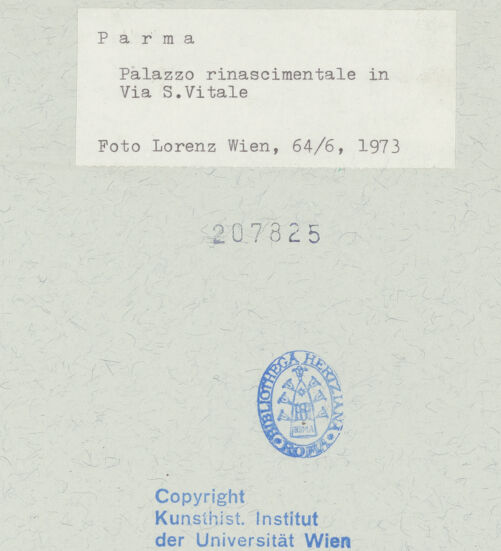 Parma
Palazzo rinascimentale in
Via S.Vitale
Foto Lorenz Wien, 64/6, 1973
207825
BIBLIOTHECA HERTZIANA
ROMA
Copyright
Kunsthist. Institut
der Universität Wien